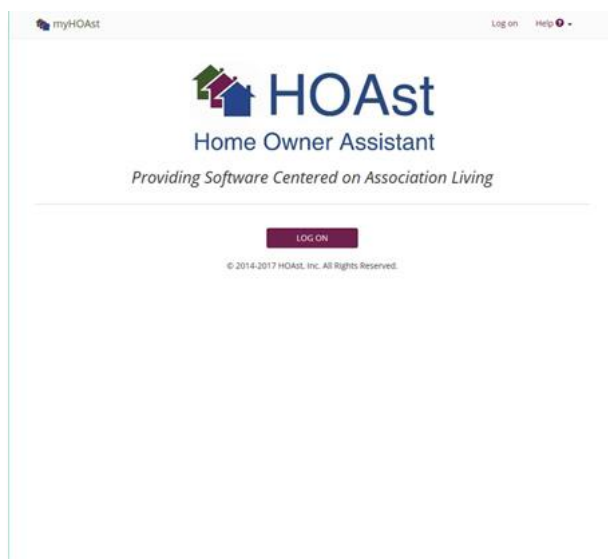 myHOAst
Log on Help
HOAst
Home Owner Assistant
Providing Software Centered on Association Living
LOG ON
© 2014-2017 HOAst, Inc. All Rights Reserved.